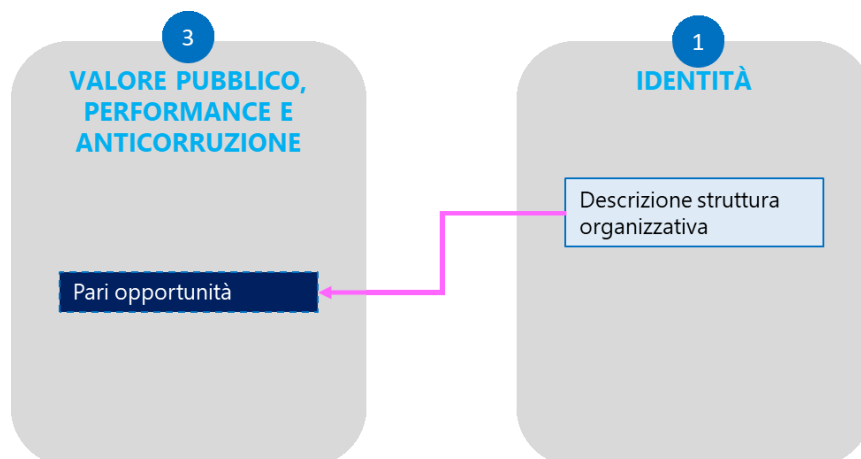 3
VALORE PUBBLICO,
PERFORMANCE E
ANTICORRUZIONE
Pari opportunità
1
IDENTITÀ
Descrizione struttura
organizzativa